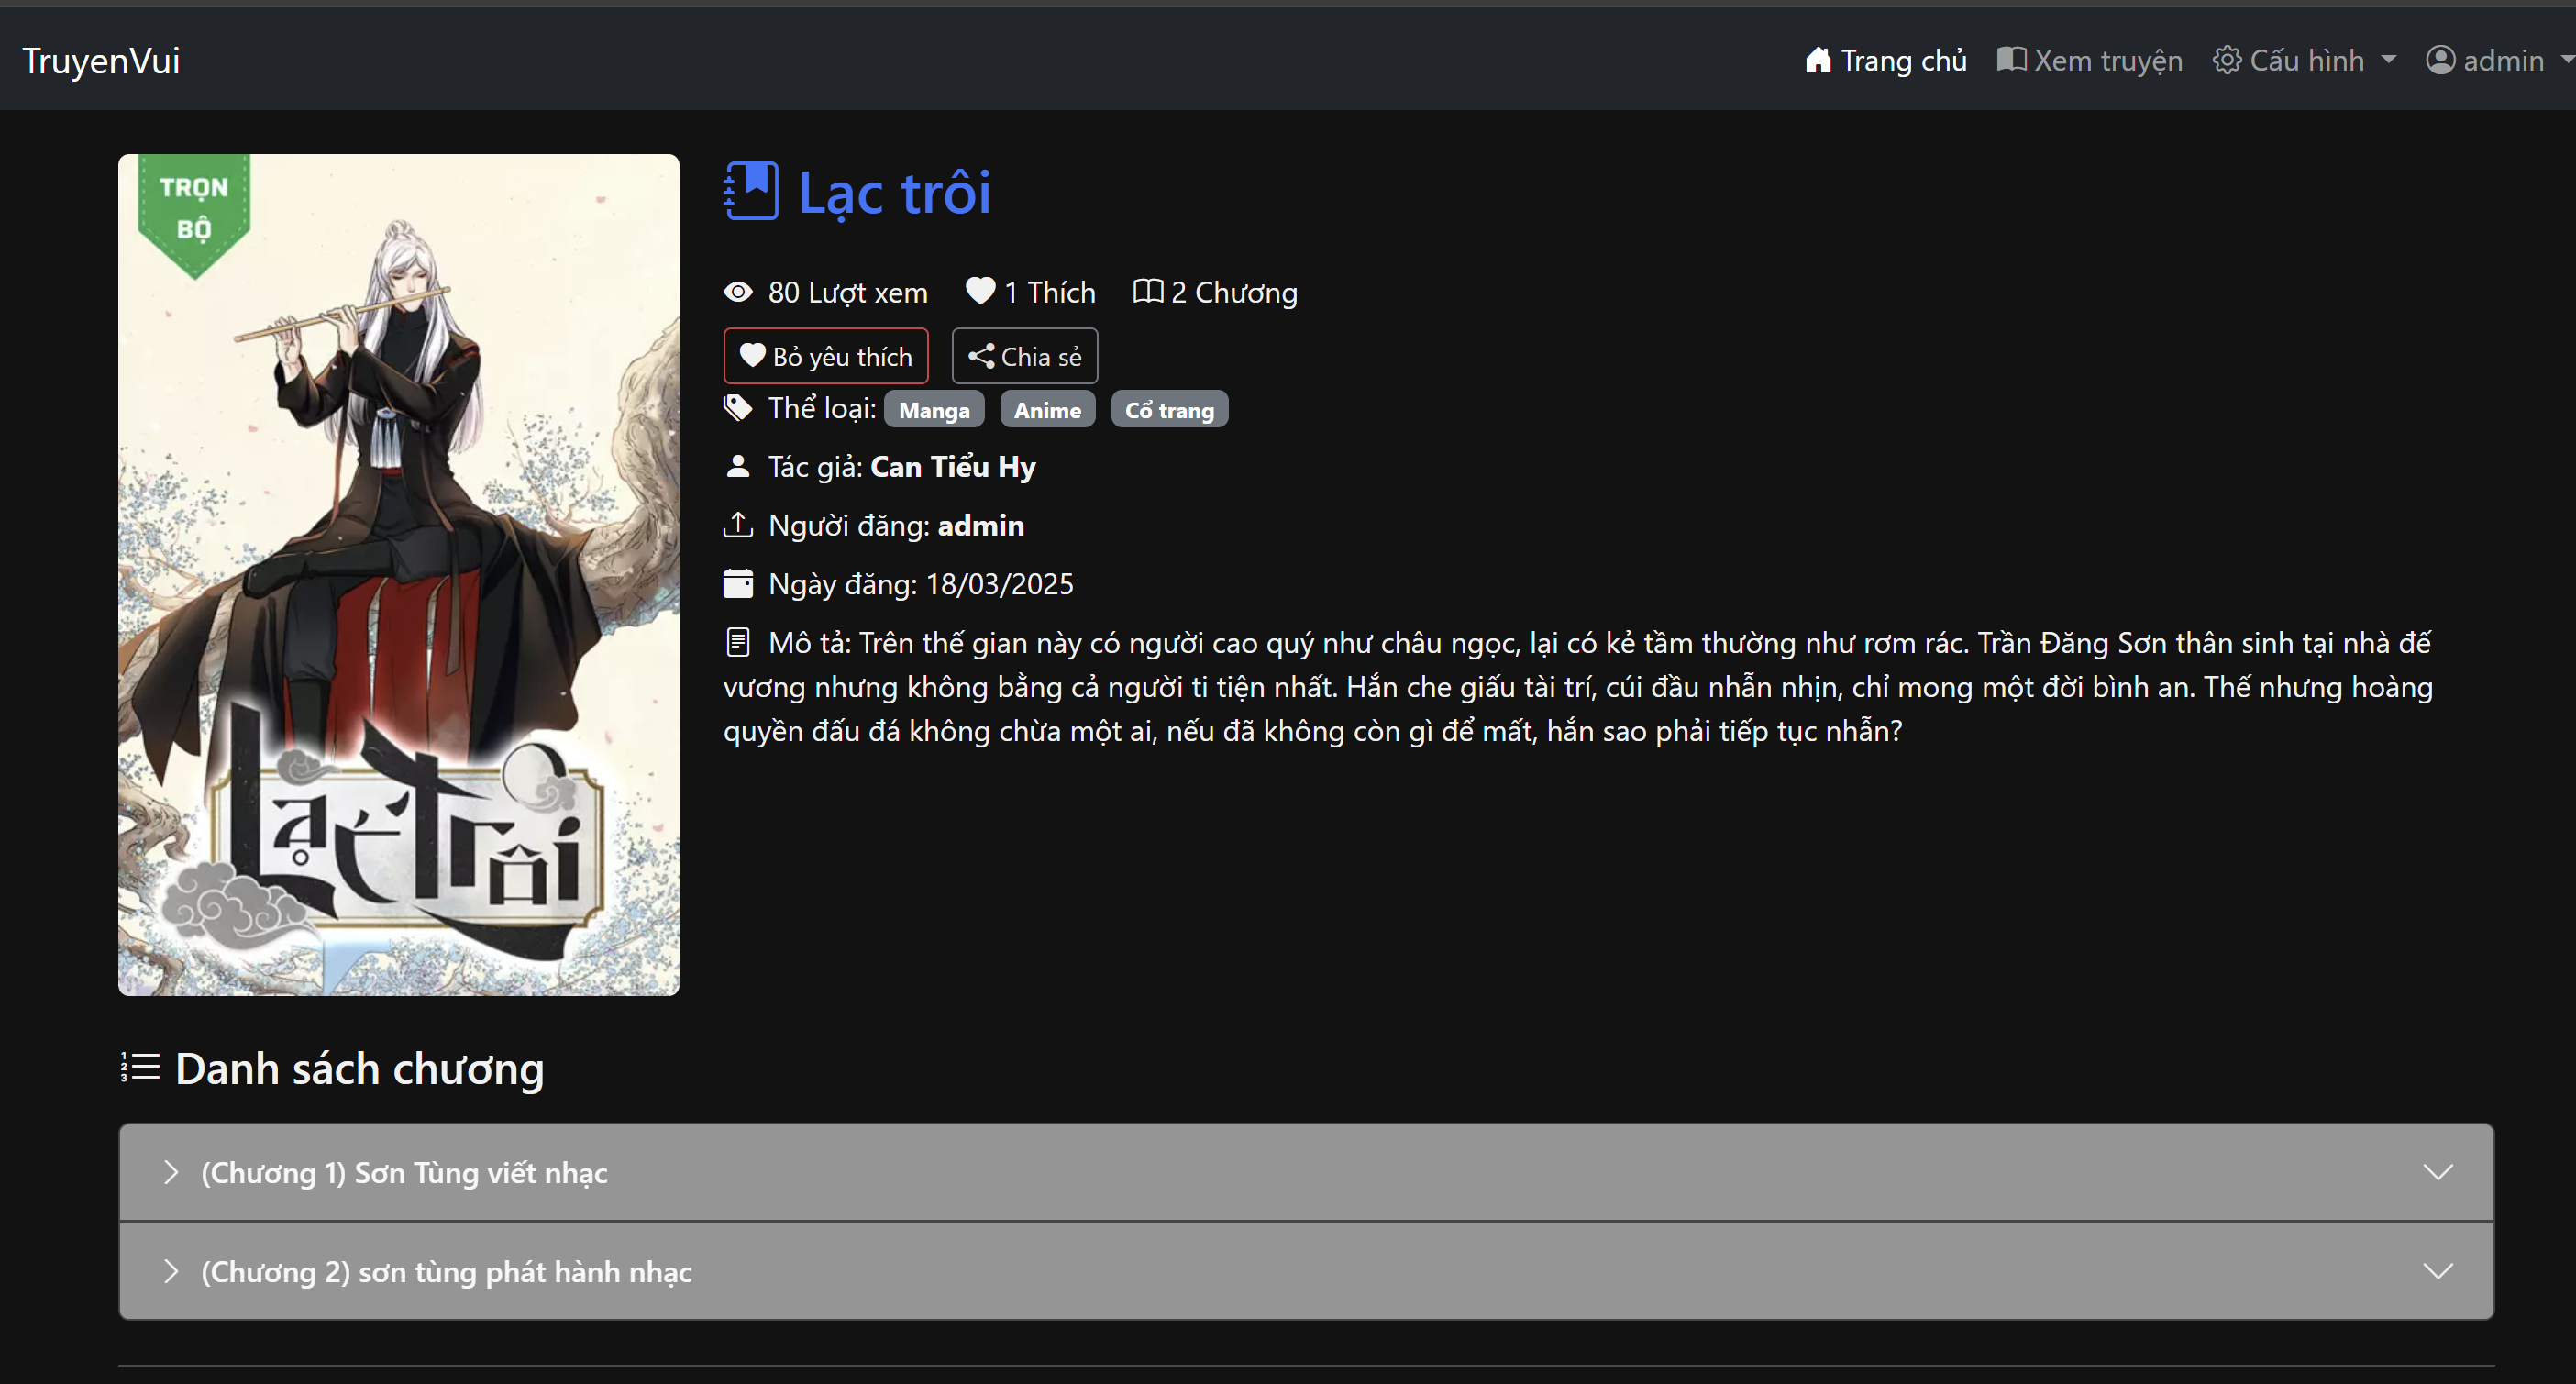 TruyenVui
Trang chủ Xem truyện Cấu hình admin
TRỌN
BỘ
Lạc Trôi
Lạc trôi
80 Lượt xem 1 Thích 2 Chương
Bỏ yêu thích Chia sẻ
Thể loại: Manga Anime Cổ trang
Tác giả: Can Tiểu Hy
Người đăng: admin
Ngày đăng: 18/03/2025
Mô tả: Trên thế gian này có người cao quý như châu ngọc, lại có kẻ tầm thường như rơm rác. Trần Đăng Sơn thân sinh tại nhà đế
vương nhưng không bằng cả người ti tiện nhất. Hắn che giấu tài trí, cúi đầu nhẫn nhịn, chỉ mong một đời bình an. Thế nhưng hoàng
quyền đấu đá không chừa một ai, nếu đã không còn gì để mất, hắn sao phải tiếp tục nhẫn?
Danh sách chương
(Chương 1) Sơn Tùng viết nhạc
(Chương 2) sơn tùng phát hành nhạc